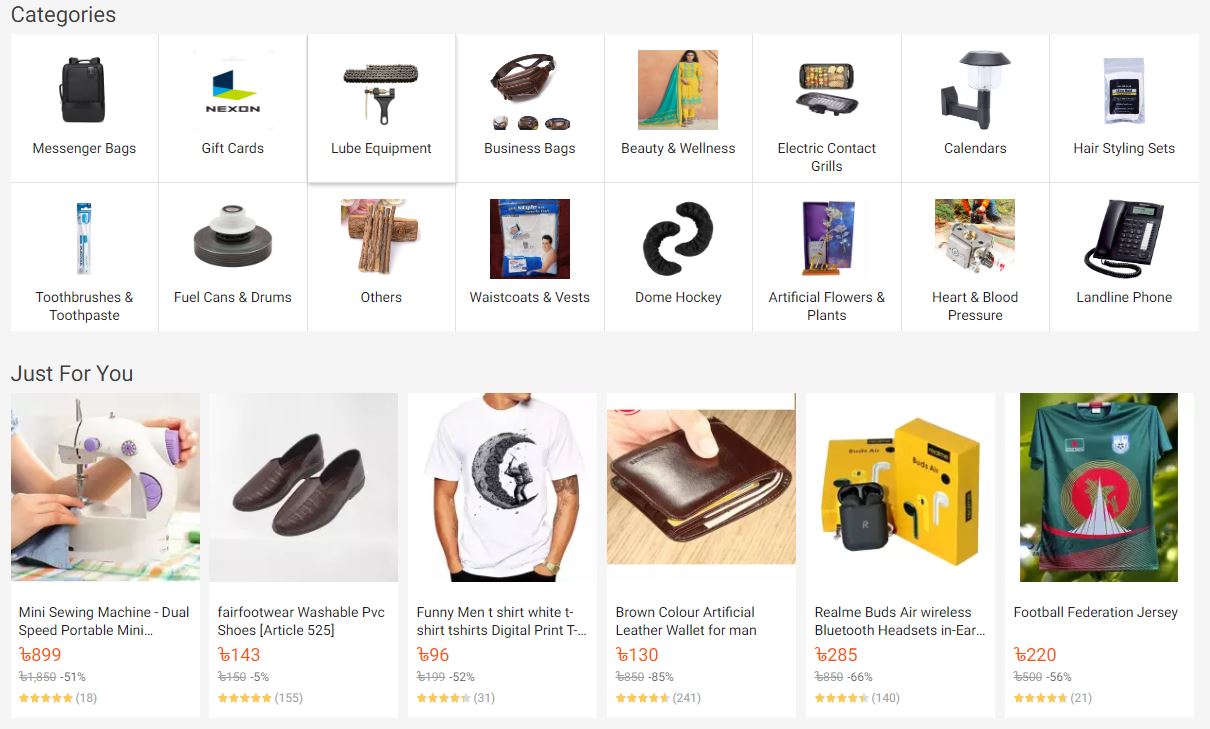 Categories
NEXON
Messenger Bags
Gift Cards
Lube Equipment
Business Bags
Beauty & Wellness
Electric Contact
Grills
Calendars
Hair Styling Sets
Toothbrushes &
Toothpaste
Fuel Cans & Drums
Others
Waistcoats & Vests
Dome Hockey
Artificial Flowers &
Plants
Heart & Blood
Pressure
Landline Phone
Just For You
Buds Air
realme
Buds Air
R
Mini Sewing Machine - Dual
Speed Portable Mini...
৳899
৳1,850 -51%
(18)
fairfootwear Washable Pvc
Shoes [Article 525]
৳143
৳150 -5%
(155)
Funny Men t shirt white t-
shirt tshirts Digital Print T-...
৳96
৳199 -52%
(31)
Brown Colour Artificial
Leather Wallet for man
৳130
৳850 -85%
(241)
Realme Buds Air wireless
Bluetooth Headsets in-Ear...
৳285
৳850 -66%
(140)
Football Federation Jersey
৳220
৳500 -56%
(21)